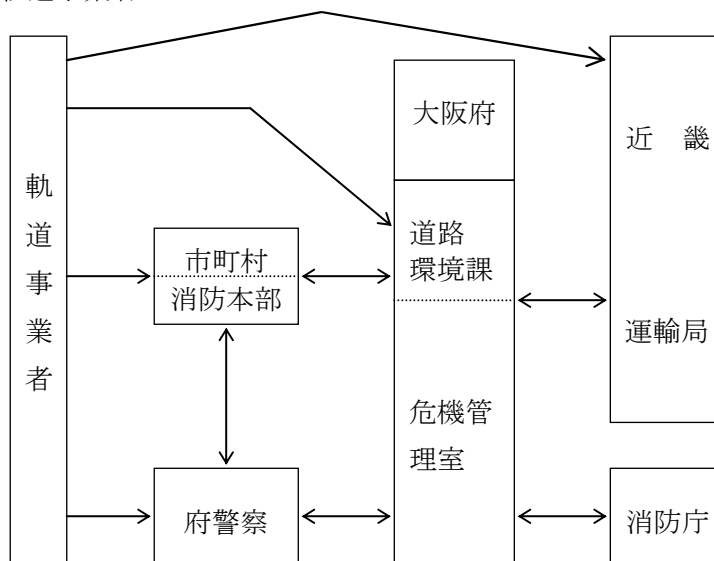 軌道事業者
市町村
消防本部
府警察
大阪府
道路
環境課
危機管
理室
近　畿
運輸局
消防庁